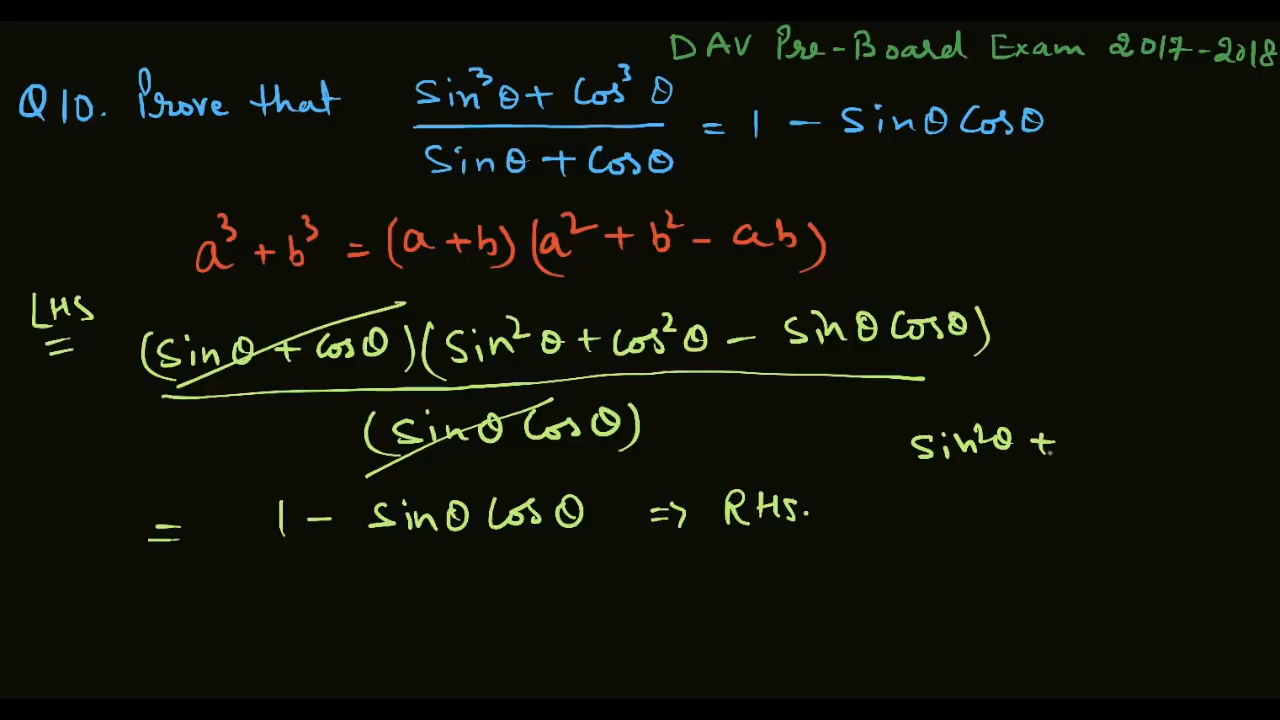 DAV Pre-Board Exam 2017-2018
Q10. Prove that (Sin³θ + Cos³θ)/(Sinθ + Cosθ) = 1 - Sinθ Cosθ
a³ + b³ = (a + b)(a² + b² - ab)
LHS
(Sinθ + Cosθ)(Sin²θ + Cos²θ - Sinθ Cosθ)
(Sinθ Cosθ)
Sin²θ +
= 1 - Sinθ Cosθ => RHS.